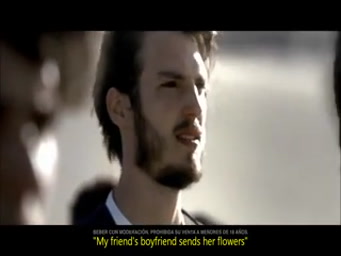 BEBER CON MODERACIÓN. PROHIBIDA SU VENTA A MENORES DE 18 AÑOS.
"My friend's boyfriend sends her flowers"